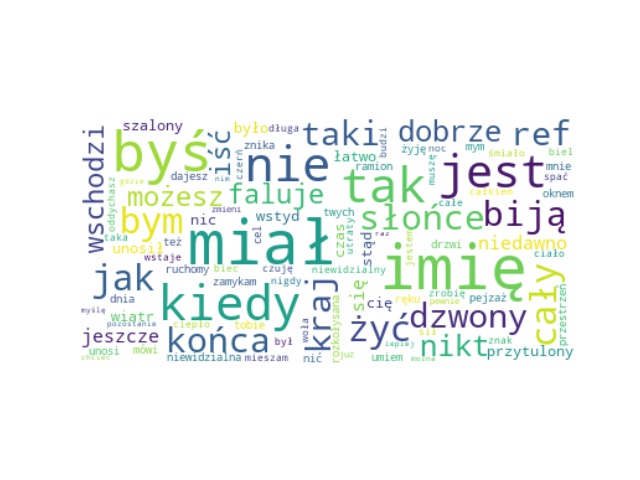 szalony
było
długa
taki
dobrze
ref
wschodzi
byś
iść
czerń
znika
nie
budzi
łatwo
żyję
noc
mym
śmiało
biel
oddychasz
gdzie
dajesz
nim
ramion
tak
muszę
jest
mnie
spać
możesz
faluje
całkiem
oknem
bym
zmieni
nic
wstyd
twych
słońce
całe
biją
taka
unosił
też
miał
cel
czas
utraty
stąd
jestem
raz
drzwi
niedawno
ciało
wstaje
jak
ruchomy
biec
czuję
niewidzialny
imię
cały
przestrzeń
dnia
zamykam
nigdy
kraj
się
cię
ręku
zrobię
pewnie
pejzaż
myślę
wiatr
kiedy
pozostanie
ciepło
tobie
woła
rozkołysana
żyć
dzwony
jeszcze
końca
był
sił
znak
unosi
mówi
niewidzialna
mieszam
nić
już
umiem
lepiej
nikt
przytulony
chcieć
można